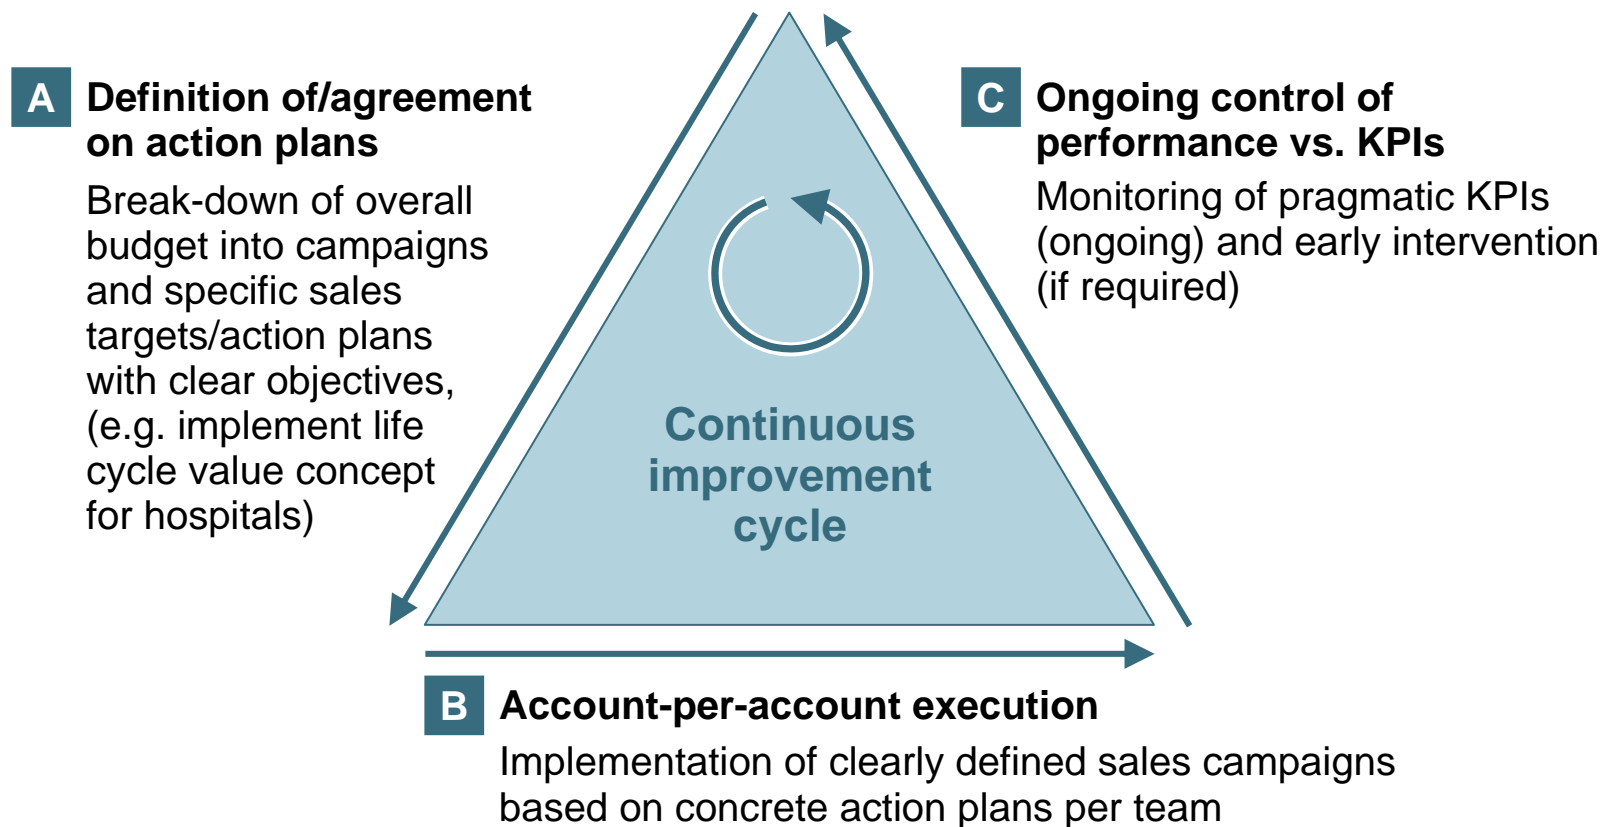 A Definition of/agreement
on action plans
Break-down of overall
budget into campaigns
and specific sales
targets/action plans
with clear objectives,
(e.g. implement life
cycle value concept
for hospitals)
C Ongoing control of
performance vs. KPIs
Monitoring of pragmatic KPIs
(ongoing) and early intervention
(if required)
Continuous
improvement
cycle
B Account-per-account execution
Implementation of clearly defined sales campaigns
based on concrete action plans per team